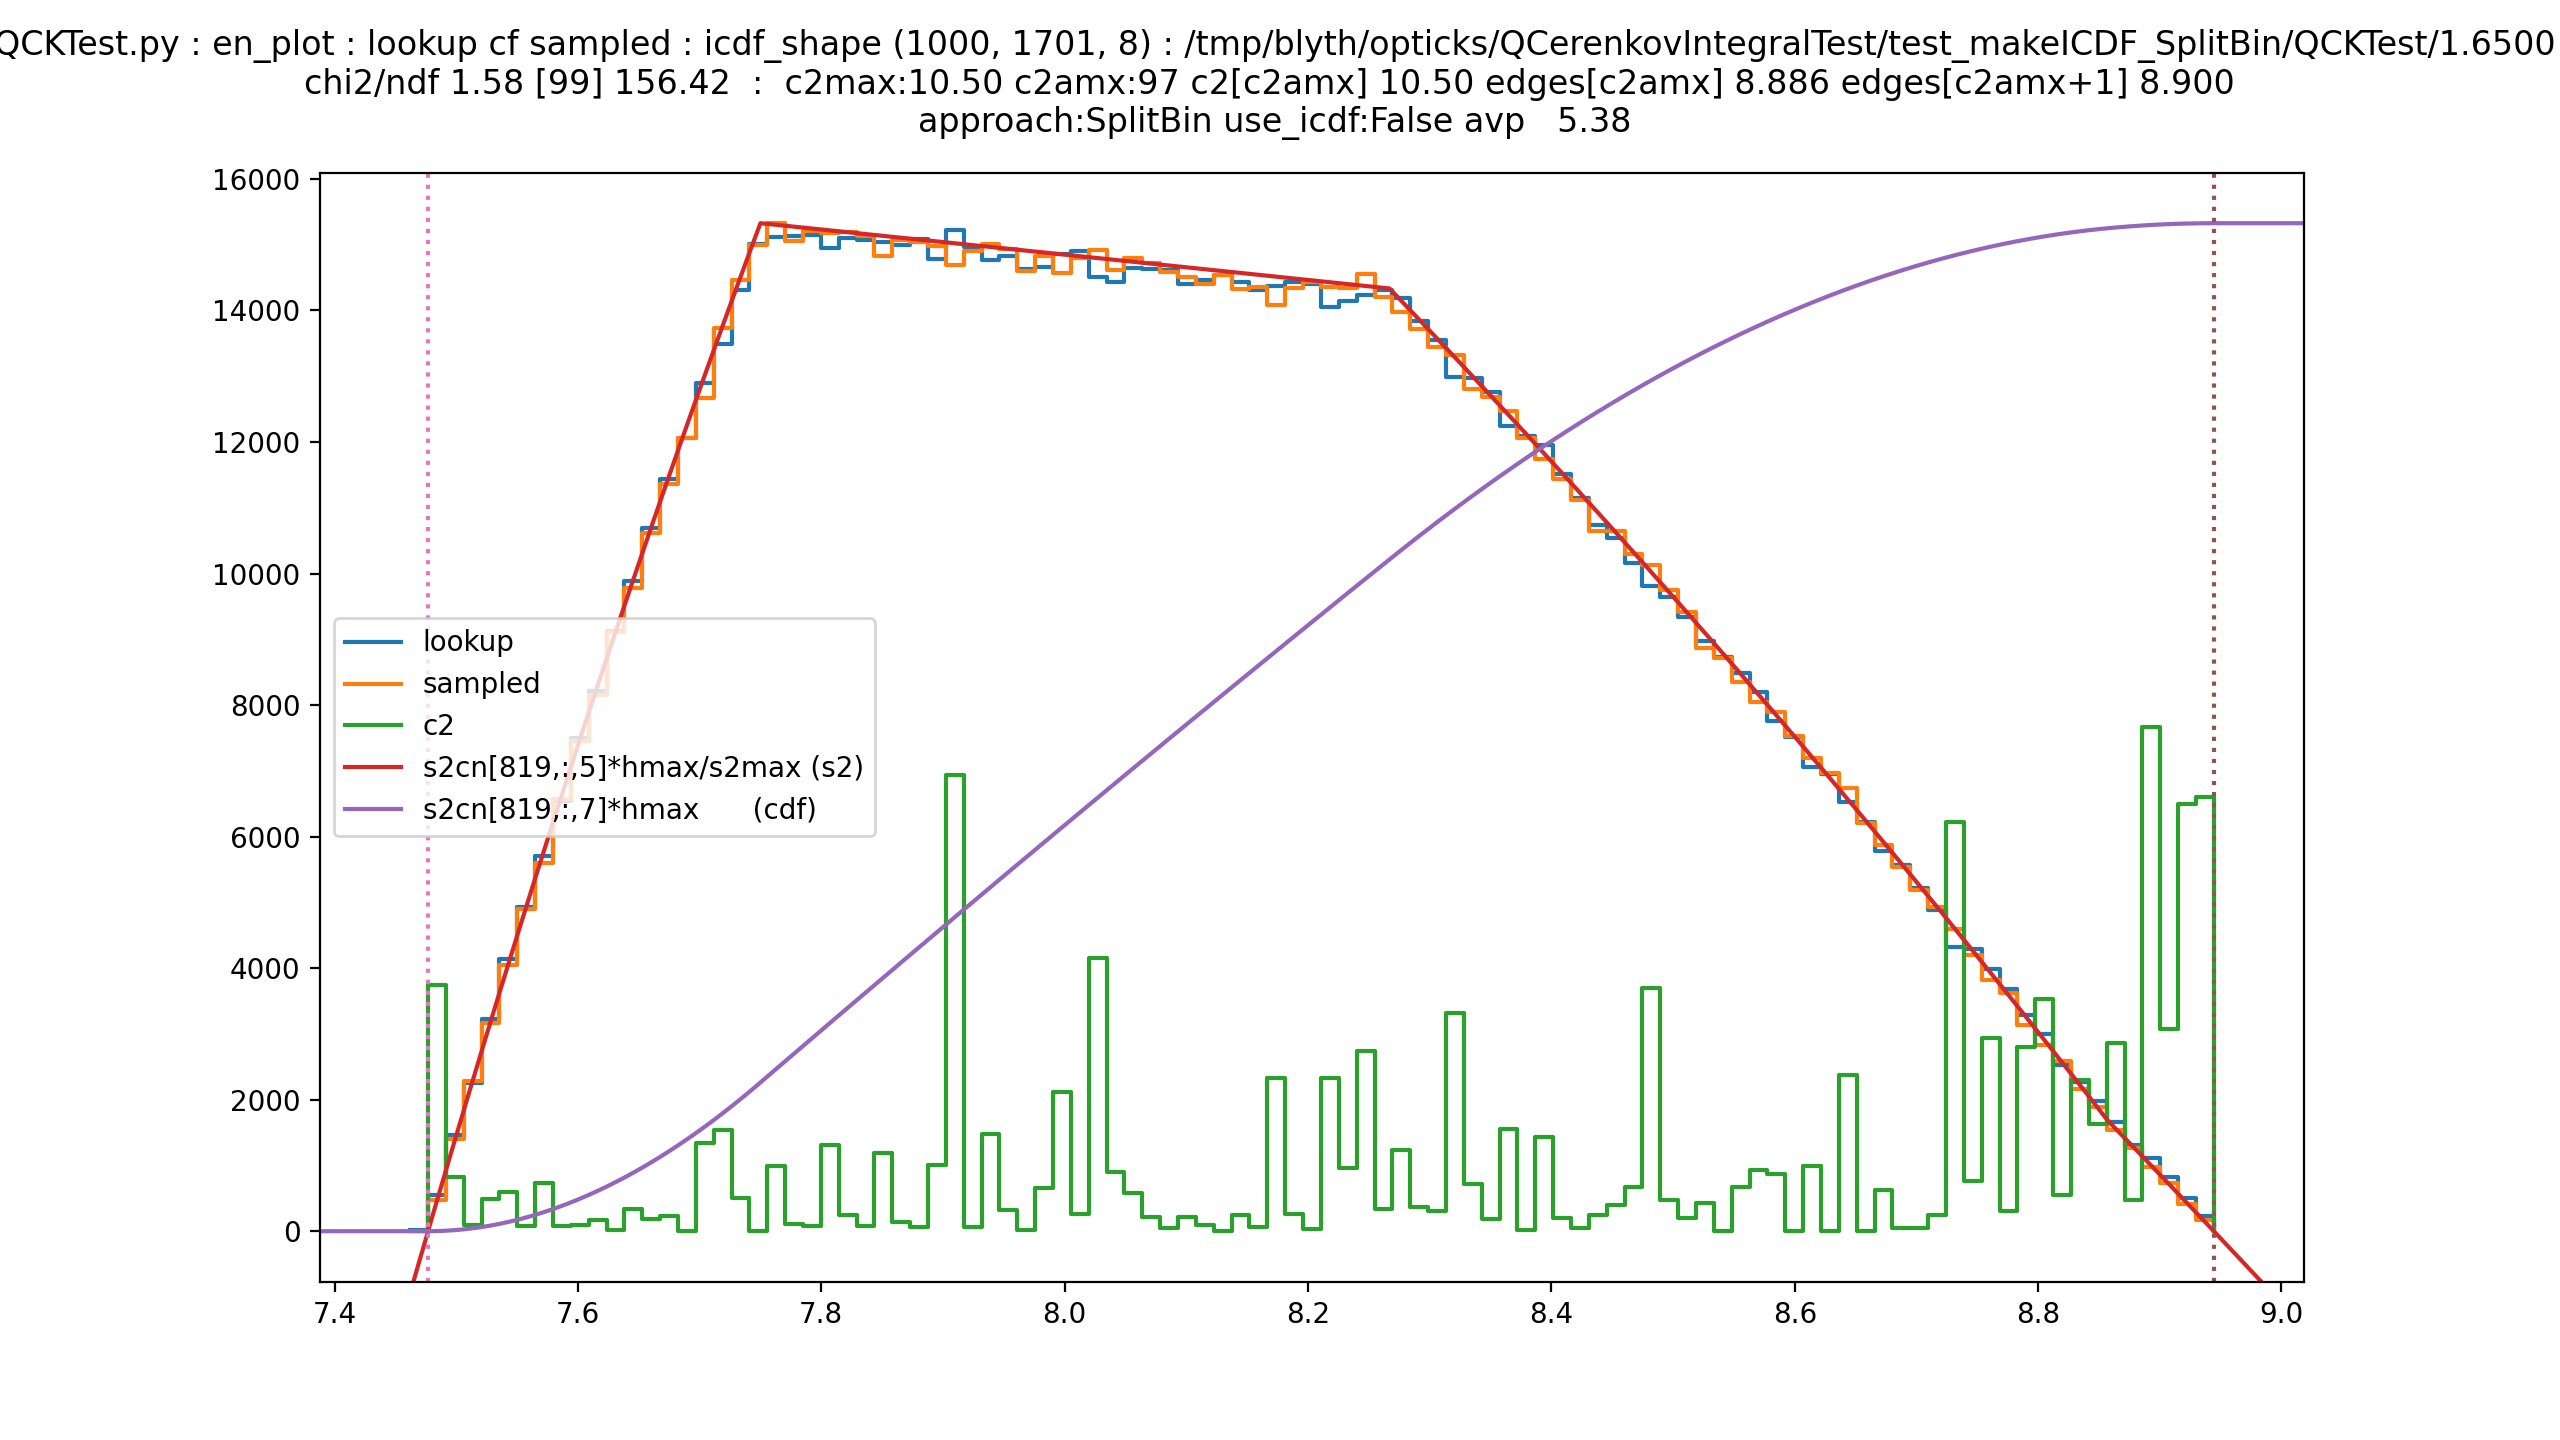 QCKTest.py : en_plot : lookup cf sampled : icdf_shape (1000, 1701, 8) : /tmp/blyth/opticks/QCerenkovIntegralTest/test_makeICDF_SplitBin/QCKTest/1.6500
chi2/ndf 1.58 [99] 156.42  :  c2max:10.50 c2amx:97 c2[c2amx] 10.50 edges[c2amx] 8.886 edges[c2amx+1] 8.900
approach:SplitBin use_icdf:False avp   5.38
16000
14000
12000
10000
8000
6000
4000
2000
0
lookup
sampled
c2
s2cn[819,:,5]*hmax/s2max (s2)
s2cn[819,:,7]*hmax      (cdf)
7.4 7.6 7.8 8.0 8.2 8.4 8.6 8.8 9.0